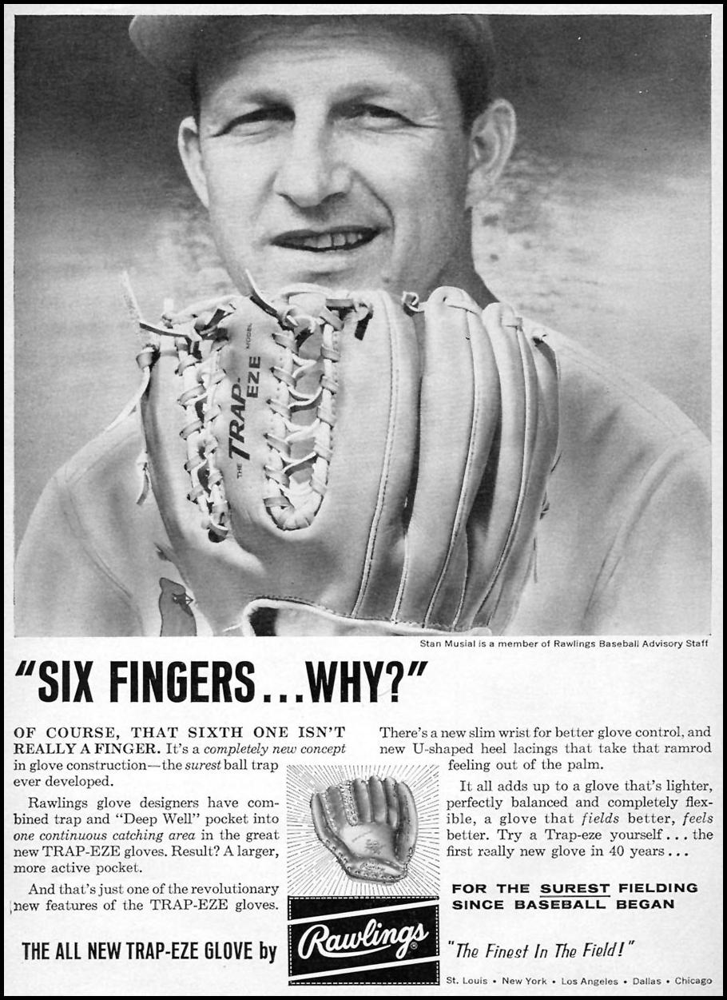 THE TRAP-EZE MODEL
Stan Musial is a member of Rawlings Baseball Advisory Staff
"SIX FINGERS...WHY?"
OF COURSE, THAT SIXTH ONE ISN'T
REALLY A FINGER. It's a completely new concept
in glove construction—the surest ball trap
ever developed.
Rawlings glove designers have com-
bined trap and "Deep Well" pocket into
one continuous catching area in the great
new TRAP-EZE gloves. Result? A larger,
more active pocket.
And that's just one of the revolutionary
new features of the TRAP-EZE gloves.
There's a new slim wrist for better glove control, and
new U-shaped heel lacings that take that ramrod
feeling out of the palm.
It all adds up to a glove that's lighter,
perfectly balanced and completely flex-
ible, a glove that fields better, feels
better. Try a Trap-eze yourself...the
first really new glove in 40 years...
FOR THE SUREST FIELDING
SINCE BASEBALL BEGAN
THE ALL NEW TRAP-EZE GLOVE by
Rawlings®
"The Finest In The Field!"
St. Louis • New York • Los Angeles • Dallas • Chicago